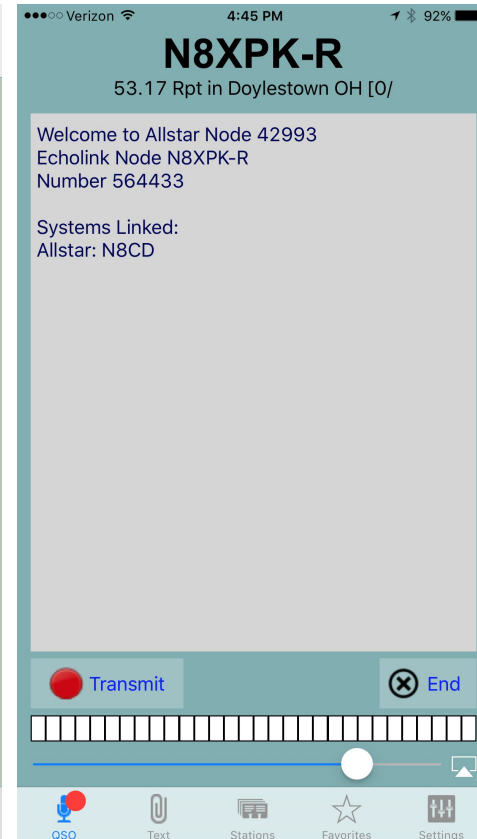 Verizon 4:45 PM 92%
N8XPK-R
53.17 Rpt in Doylestown OH [0/
Welcome to Allstar Node 42993
Echolink Node N8XPK-R
Number 564433
Systems Linked:
Allstar: N8CD
Transmit End
QSO Text Stations Favorites Settings